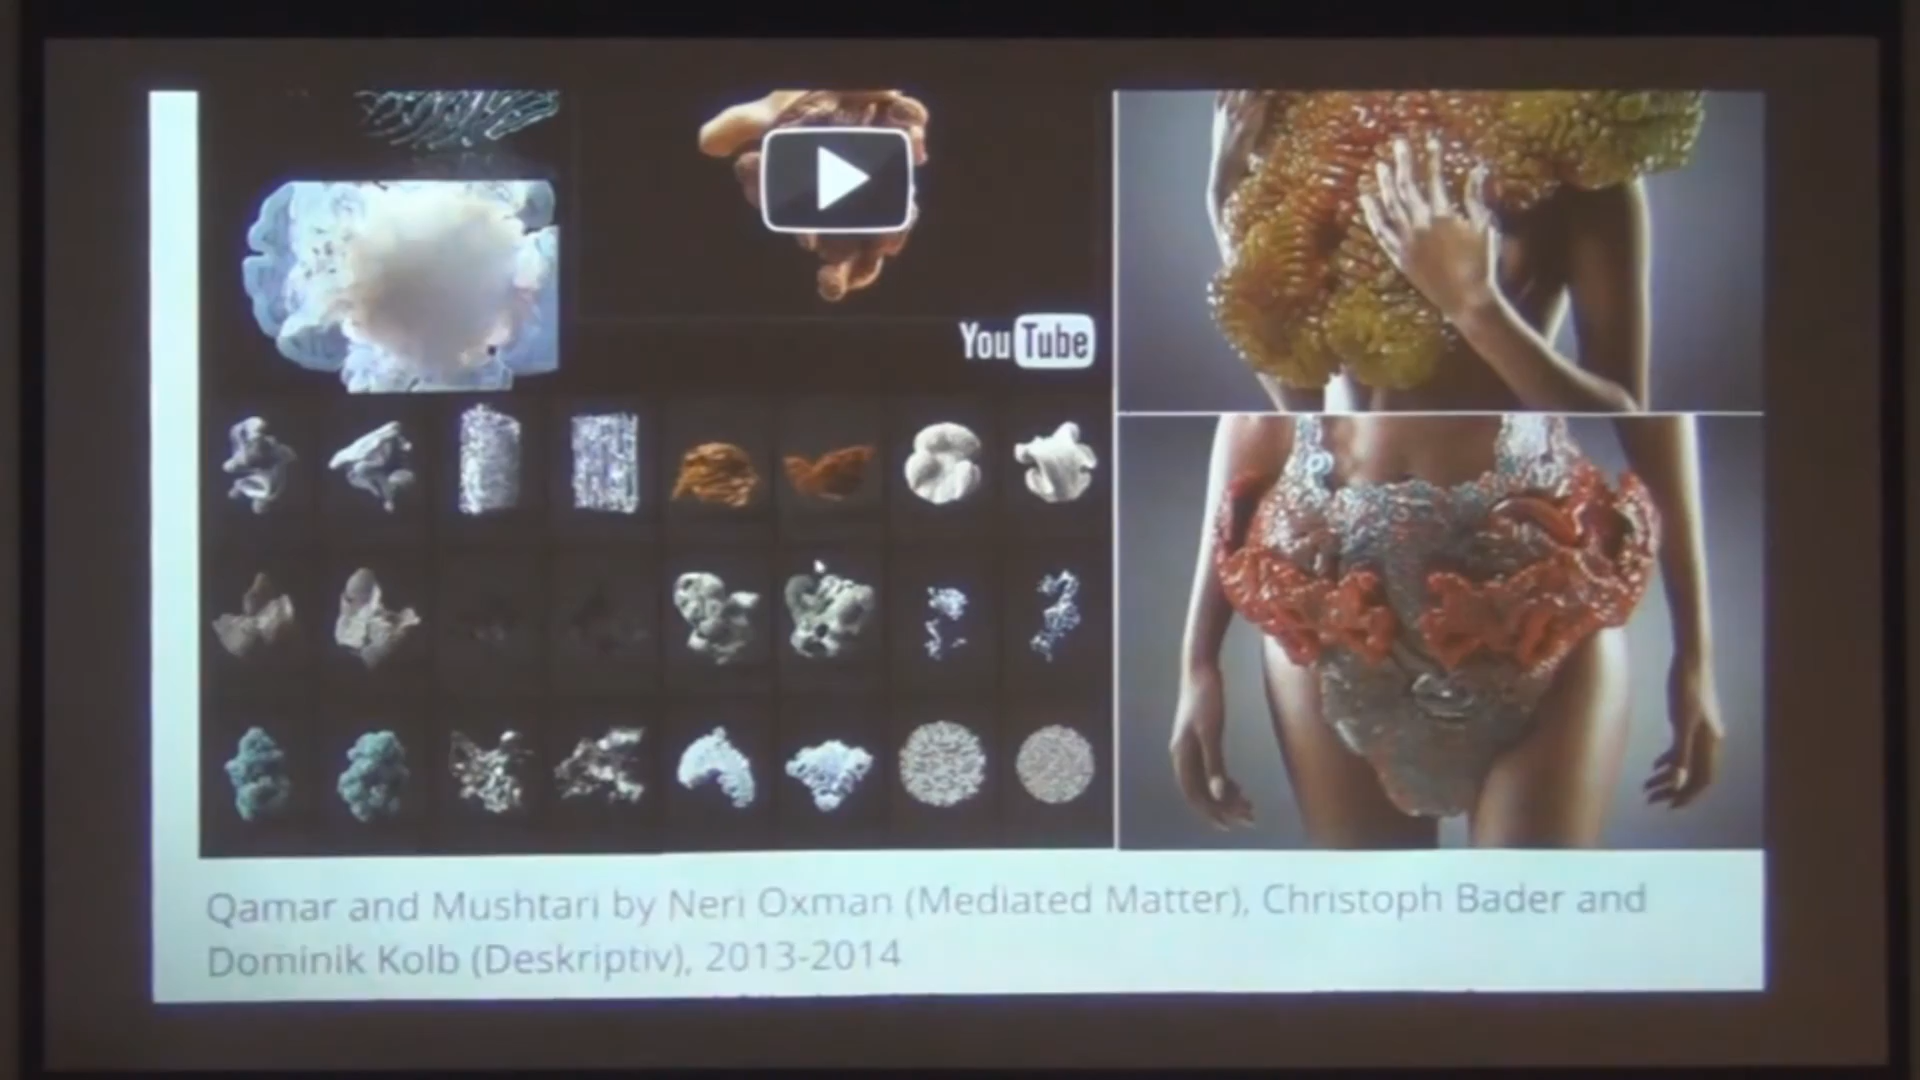 YouTube
Qamar and Mushtari by Neri Oxman (Mediated Matter), Christoph Bader and
Dominik Kolb (Deskriptiv), 2013-2014